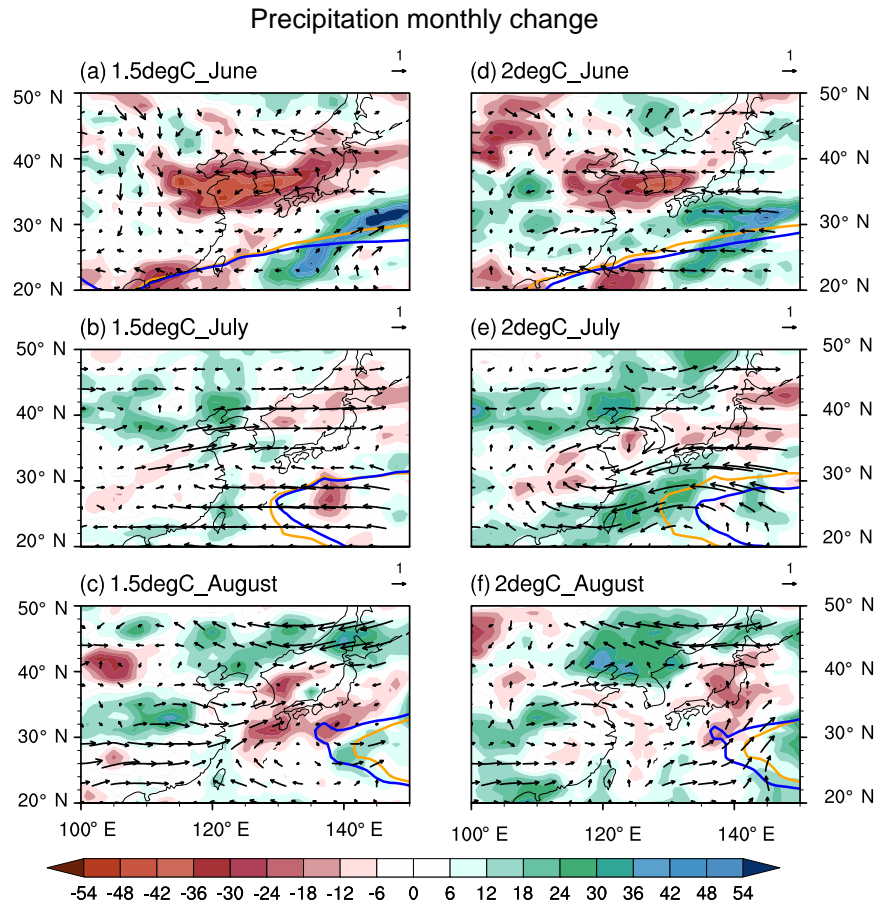 Precipitation monthly change
(a) 1.5degC_June 1 (d) 2degC_June 1
50° N 50° N
40° N 40° N
30° N 30° N
20° N 20° N
(b) 1.5degC_July 1 (e) 2degC_July 1
50° N 50° N
40° N 40° N
30° N 30° N
20° N 20° N
(c) 1.5degC_August 1 (f) 2degC_August 1
50° N 50° N
40° N 40° N
30° N 30° N
20° N 20° N
100° E 120° E 140° E 100° E 120° E 140° E
-54 -48 -42 -36 -30 -24 -18 -12 -6 0 6 12 18 24 30 36 42 48 54